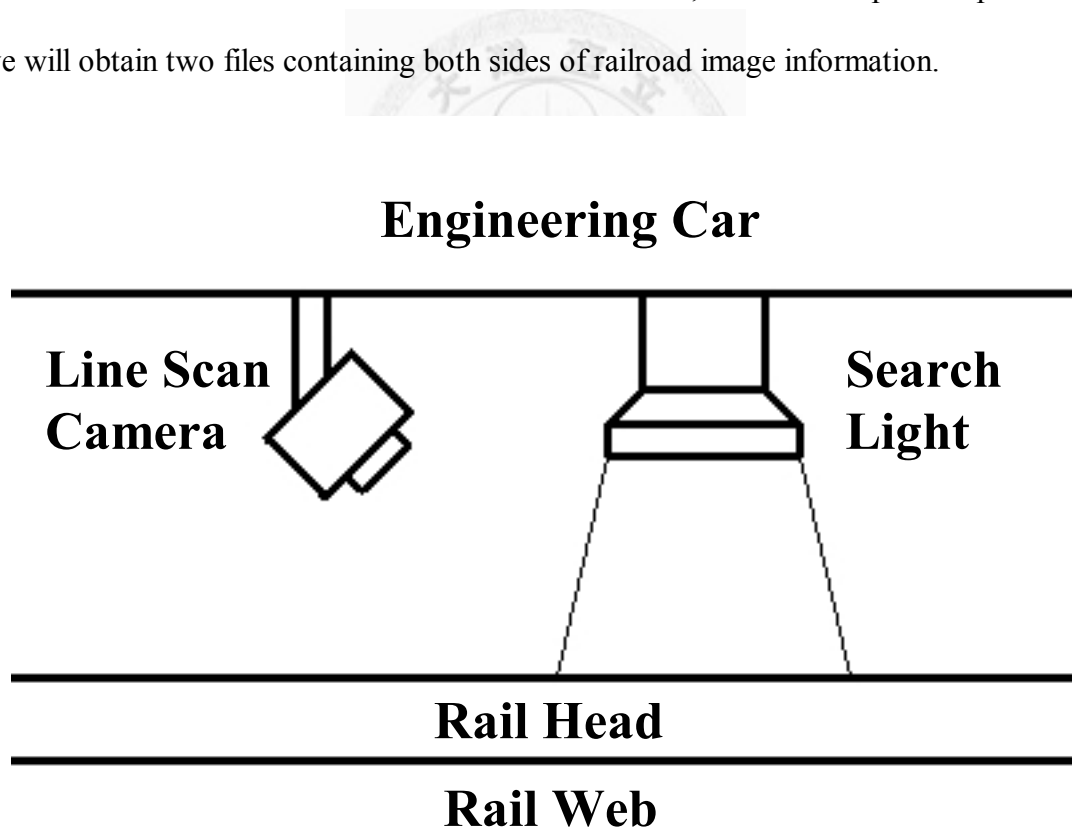 will obtain two files containing both sides of railroad image information.
Engineering Car
Line Scan
Camera
Search
Light
Rail Head
Rail Web